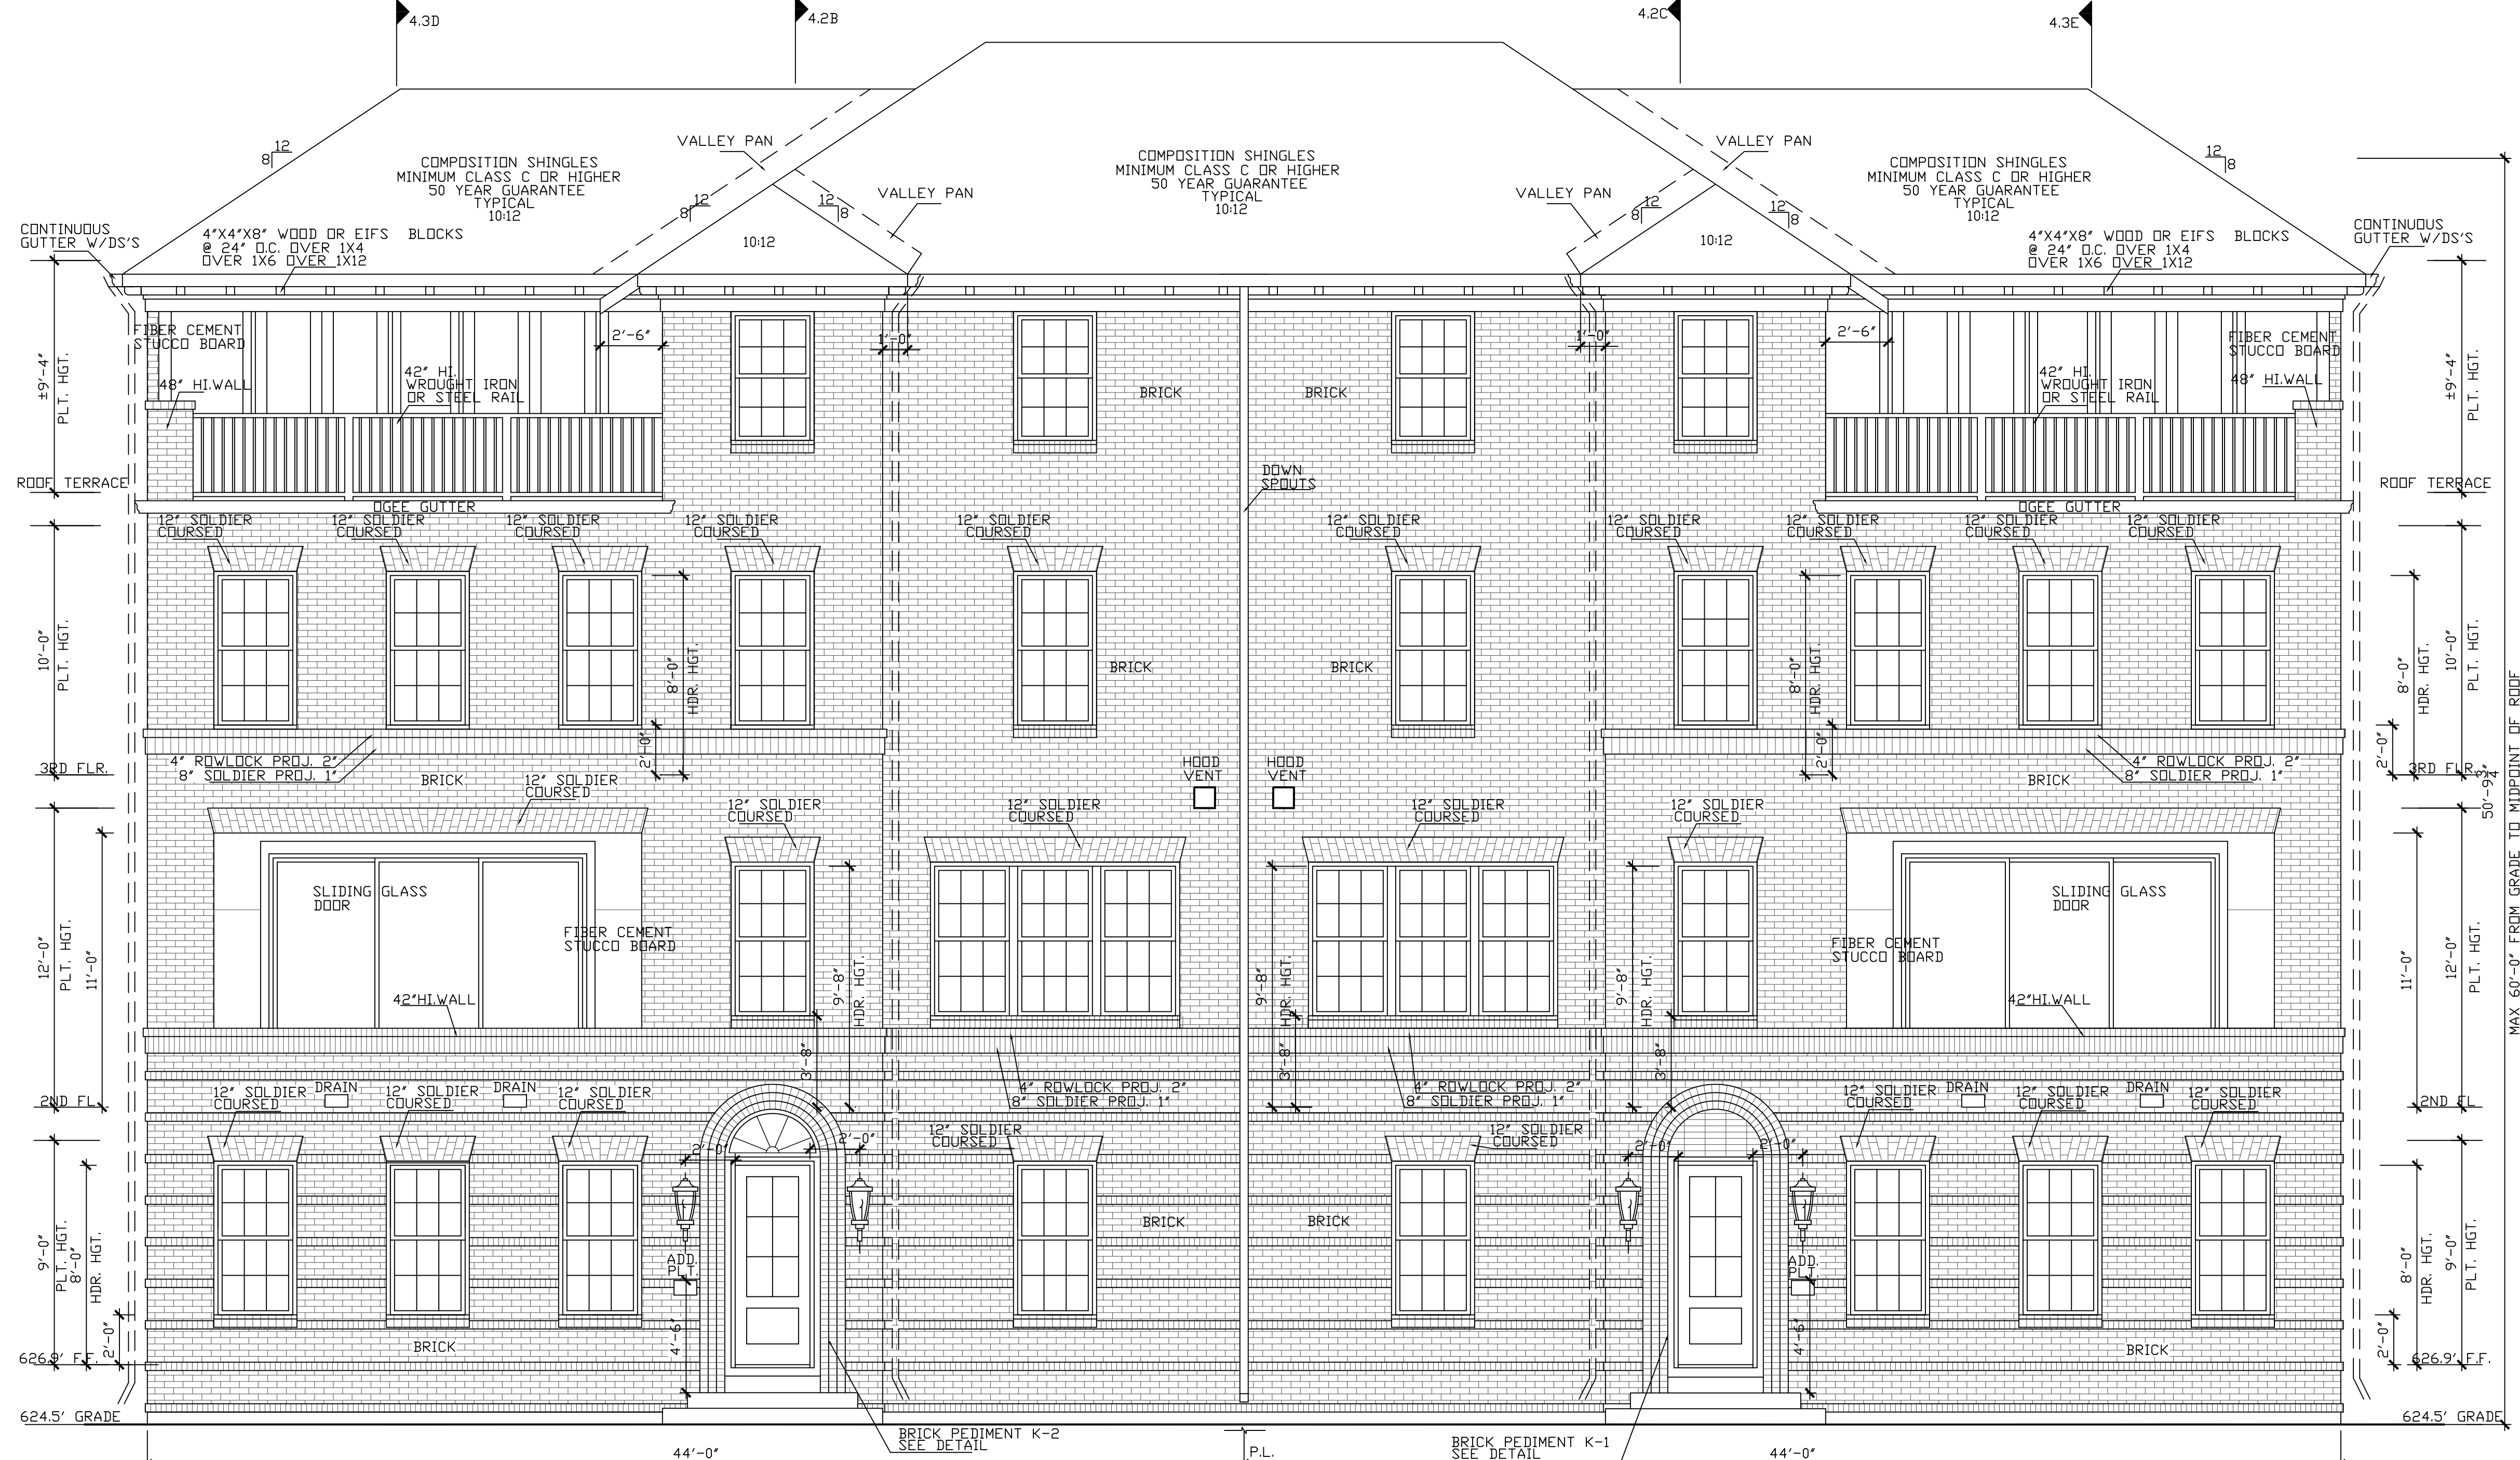 4.3D
4.2B
4.2C
4.3E
12
8
COMPOSITION SHINGLES
MINIMUM CLASS C OR HIGHER
50 YEAR GUARANTEE
TYPICAL
10:12
VALLEY PAN
12
8
10:12
12
8
VALLEY PAN
COMPOSITION SHINGLES
MINIMUM CLASS C OR HIGHER
50 YEAR GUARANTEE
TYPICAL
10:12
VALLEY PAN
12
8
10:12
VALLEY PAN
12
8
COMPOSITION SHINGLES
MINIMUM CLASS C OR HIGHER
50 YEAR GUARANTEE
TYPICAL
10:12
12
8
CONTINUOUS
GUTTER W/DS'S
4"X4"X8" WOOD OR EIFS BLOCKS
@ 24" O.C. OVER 1X4
OVER 1X6 OVER 1X12
4"X4"X8" WOOD OR EIFS BLOCKS
@ 24" O.C. OVER 1X4
OVER 1X6 OVER 1X12
CONTINUOUS
GUTTER W/DS'S
FIBER CEMENT
STUCCO BOARD
2'-6"
1'-0"
1'-0"
2'-6"
FIBER CEMENT
STUCCO BOARD
±9'-4"
PLT. HGT.
48" HI.WALL
42" HI.
WROUGHT IRON
OR STEEL RAIL
BRICK
BRICK
42" HI.
WROUGHT IRON
OR STEEL RAIL
48" HI.WALL
±9'-4"
PLT. HGT.
ROOF TERRACE
OGEE GUTTER
DOWN
SPOUTS
OGEE GUTTER
ROOF TERRACE
12" SOLDIER
COURSED
12" SOLDIER
COURSED
12" SOLDIER
COURSED
12" SOLDIER
COURSED
12" SOLDIER
COURSED
12" SOLDIER
COURSED
12" SOLDIER
COURSED
12" SOLDIER
COURSED
12" SOLDIER
COURSED
12" SOLDIER
COURSED
10'-0"
PLT. HGT.
8'-0"
HDR. HGT.
2'-0"
BRICK
BRICK
8'-0"
HDR. HGT.
2'-0"
8'-0"
HDR. HGT.
2'-0"
10'-0"
PLT. HGT.
3RD FLR.
4" ROWLOCK PROJ. 2"
8" SOLDIER PROJ. 1"
BRICK
12" SOLDIER
COURSED
HOOD
VENT
HOOD
VENT
BRICK
4" ROWLOCK PROJ. 2"
8" SOLDIER PROJ. 1"
3RD FLR.
50'-9 3/4"
MAX 60'-0" FROM GRADE TO MIDPOINT OF ROOF
12" SOLDIER
COURSED
12" SOLDIER
COURSED
12" SOLDIER
COURSED
12" SOLDIER
COURSED
12'-0"
PLT. HGT.
11'-0"
SLIDING GLASS
DOOR
FIBER CEMENT
STUCCO BOARD
42"HI.WALL
9'-8"
HDR. HGT.
3'-8"
9'-8"
HDR. HGT.
3'-8"
9'-8"
HDR. HGT.
3'-8"
SLIDING GLASS
DOOR
FIBER CEMENT
STUCCO BOARD
42"HI.WALL
11'-0"
12'-0"
PLT. HGT.
2ND FL
12" SOLDIER
COURSED
DRAIN
12" SOLDIER
COURSED
DRAIN
12" SOLDIER
COURSED
4" ROWLOCK PROJ. 2"
8" SOLDIER PROJ. 1"
4" ROWLOCK PROJ. 2"
8" SOLDIER PROJ. 1"
12" SOLDIER
COURSED
DRAIN
12" SOLDIER
COURSED
DRAIN
12" SOLDIER
COURSED
2ND FL
2'-0"
2'-0"
12" SOLDIER
COURSED
12" SOLDIER
COURSED
2'-0"
2'-0"
9'-0"
PLT. HGT.
8'-0"
HDR. HGT.
2'-0"
BRICK
ADD.
PLT.
4'-6"
BRICK
BRICK
ADD.
PLT.
4'-6"
BRICK
2'-0"
8'-0"
HDR. HGT.
9'-0"
PLT. HGT.
626.9' F.F.
626.9' F.F.
624.5' GRADE
624.5' GRADE
BRICK PEDIMENT K-2
SEE DETAIL
BRICK PEDIMENT K-1
SEE DETAIL
44'-0"
P.L.
44'-0"